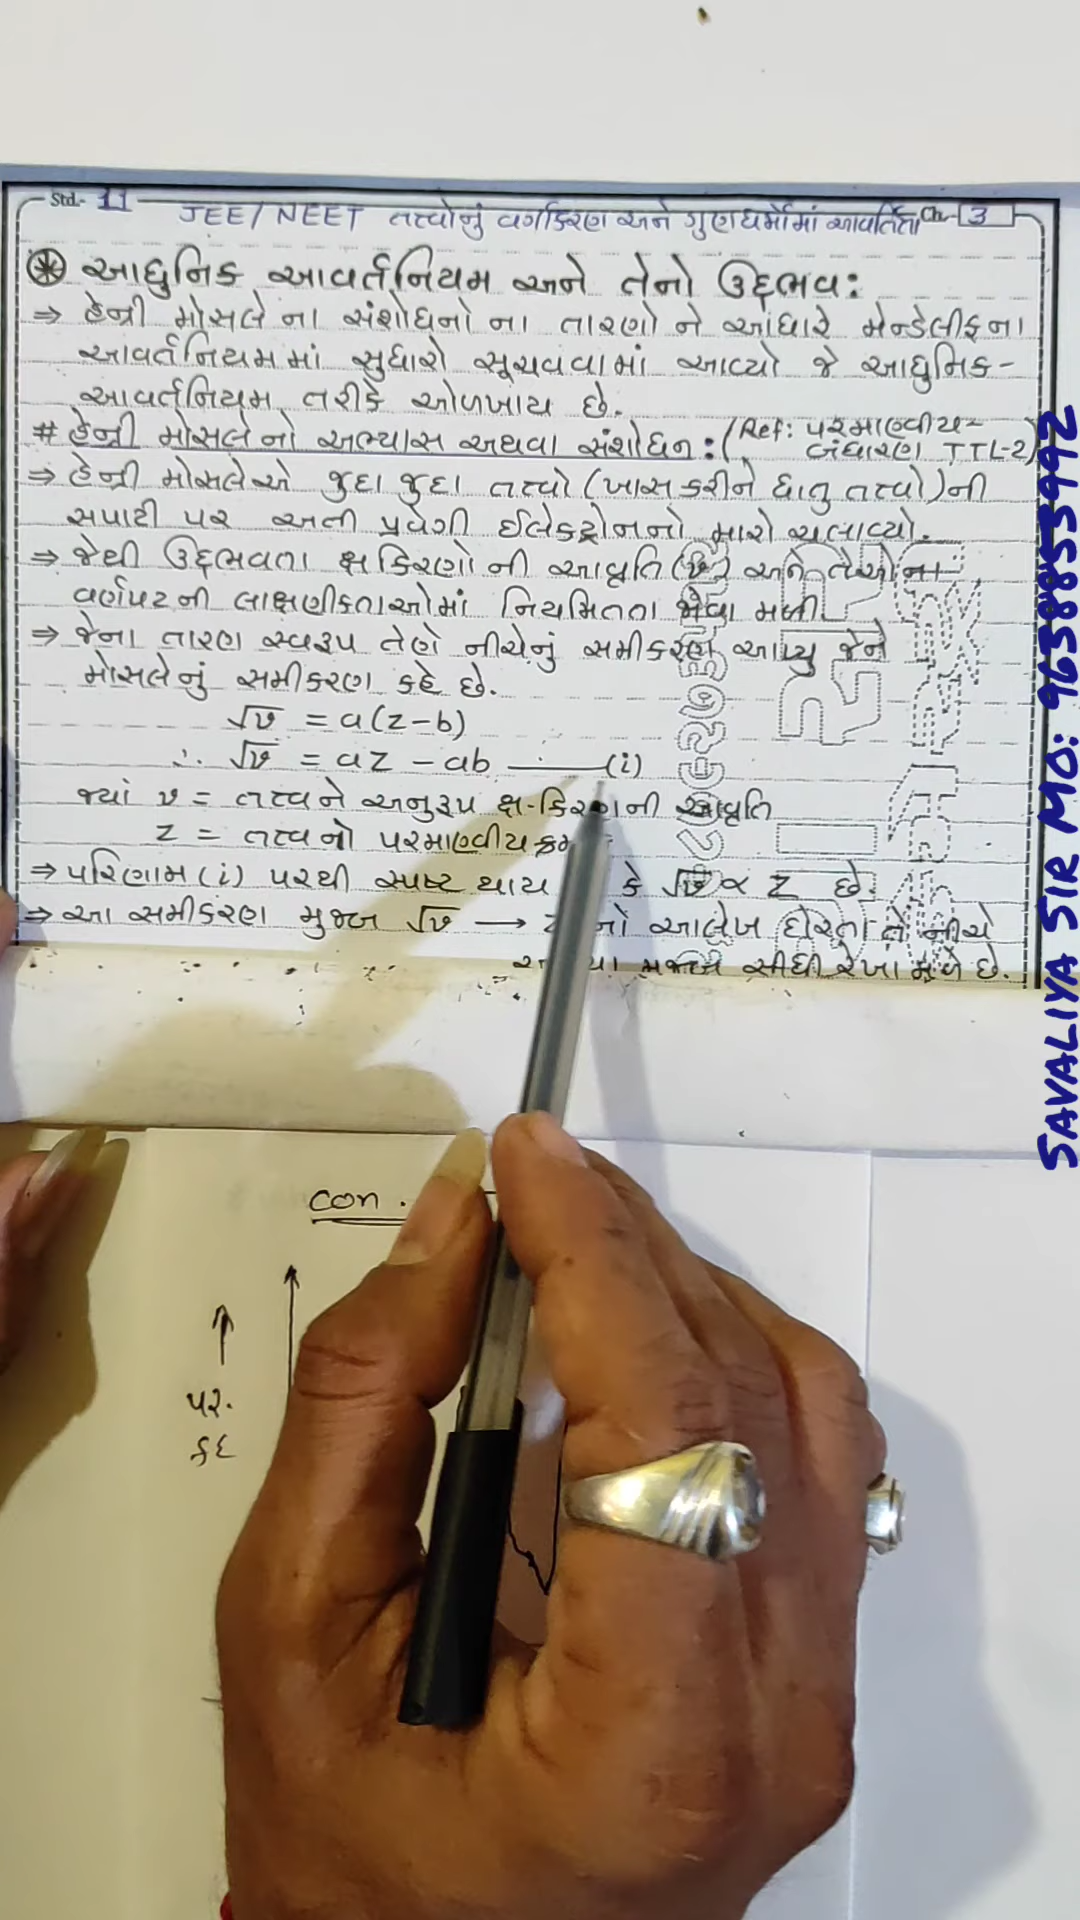 Std.- 11
JEE/NEET તત્ત્વોનું વર્ગીકરણ અને ગુણધર્મોમાં આવર્તિતા Ch.- 3
આધુનિક આવર્તનિયમ અને તેનો ઉદ્દભવ:
⇒ હેન્રી મોસલે ના સંશોધનો ના તારણો ને આધારે મેન્ડેલીફના
આવર્તનિયમમાં સુધારો સૂચવવામાં આવ્યો જે આધુનિક-
આવર્તનિયમ તરીકે ઓળખાય છે.
# હેન્રી મોસલેનો અભ્યાસ અથવા સંશોધન: (Ref: પરમાણ્વીય-
બંધારણ TTL-2)
⇒ હેન્રી મોસલેએ જુદા જુદા તત્ત્વો (ખાસ કરીને ધાતુ તત્ત્વો)ની
સપાટી પર અતી પ્રવેગી ઈલેક્ટ્રોનનો મારો ચલાવ્યો.
⇒ જેથી ઉદ્દભવતા ક્ષ કિરણો ની આવૃતિ (ν) અને તેઓના
વર્ણપટની લાક્ષણીકતાઓમાં નિયમિતતા જોવા મળી.
⇒ જેના તારણ સ્વરૂપ તેણે નીચેનું સમીકરણ આપ્યુ જેને
મોસલેનું સમીકરણ કહે છે.
√ν = a(z-b)
∴ √ν = az - ab ——— (i)
જ્યાં ν = તત્ત્વને અનુરૂપ ક્ષ-કિરણની આવૃતિ
z = તત્ત્વનો પરમાણ્વીય
⇒ પરિણામ (i) પરથી સ્પષ્ટ થાય કે √ν ∝ Z છે.
⇒ આ સમીકરણ મુજબ √ν → નો આલેખ દોરતા તે નીચે
સીધી રેખા મળે છે.
SAVALIYA SIR MO: 9638855992
con.
પર.
કદ